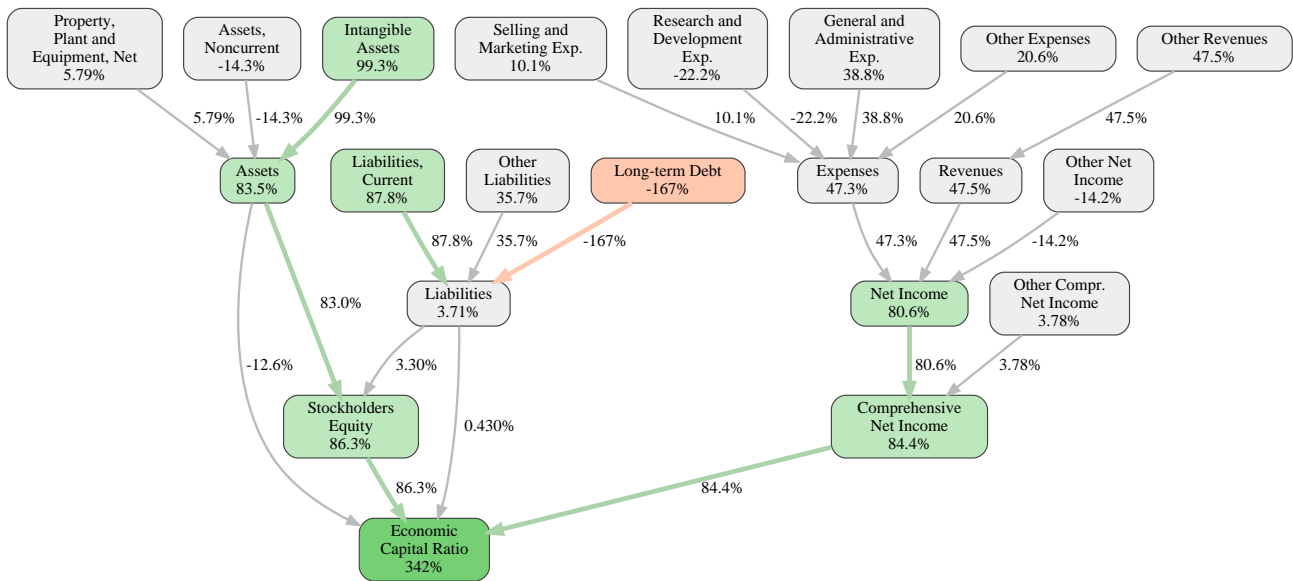 Property,
Plant and
Equipment, Net
5.79%
Assets,
Noncurrent
-14.3%
Intangible
Assets
99.3%
Selling and
Marketing Exp.
10.1%
Research and
Development
Exp.
-22.2%
General and
Administrative
Exp.
38.8%
Other Expenses
20.6%
Other Revenues
47.5%
5.79%
-14.3%
99.3%
10.1%
-22.2%
38.8%
20.6%
47.5%
Assets
83.5%
Liabilities,
Current
87.8%
Other
Liabilities
35.7%
Long-term Debt
-167%
Expenses
47.3%
Revenues
47.5%
Other Net
Income
-14.2%
87.8%
35.7%
-167%
47.3%
47.5%
-14.2%
83.0%
Liabilities
3.71%
Net Income
80.6%
Other Compr.
Net Income
3.78%
-12.6%
3.30%
80.6%
3.78%
Stockholders
Equity
86.3%
0.430%
Comprehensive
Net Income
84.4%
86.3%
84.4%
Economic
Capital Ratio
342%